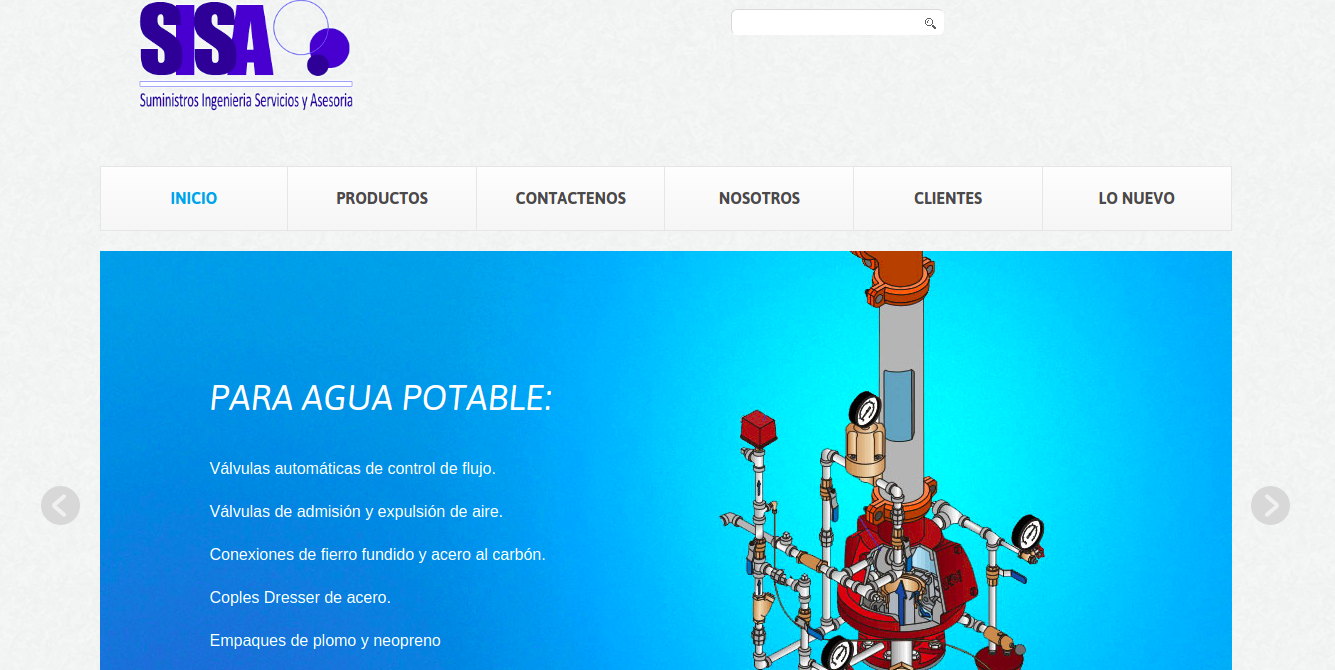 SISA
Suministros Ingenieria Servicios y Asesoria
INICIO
PRODUCTOS
CONTACTENOS
NOSOTROS
CLIENTES
LO NUEVO
PARA AGUA POTABLE:
Válvulas automáticas de control de flujo.
Válvulas de admisión y expulsión de aire.
Conexiones de fierro fundido y acero al carbón.
Coples Dresser de acero.
Empaques de plomo y neopreno